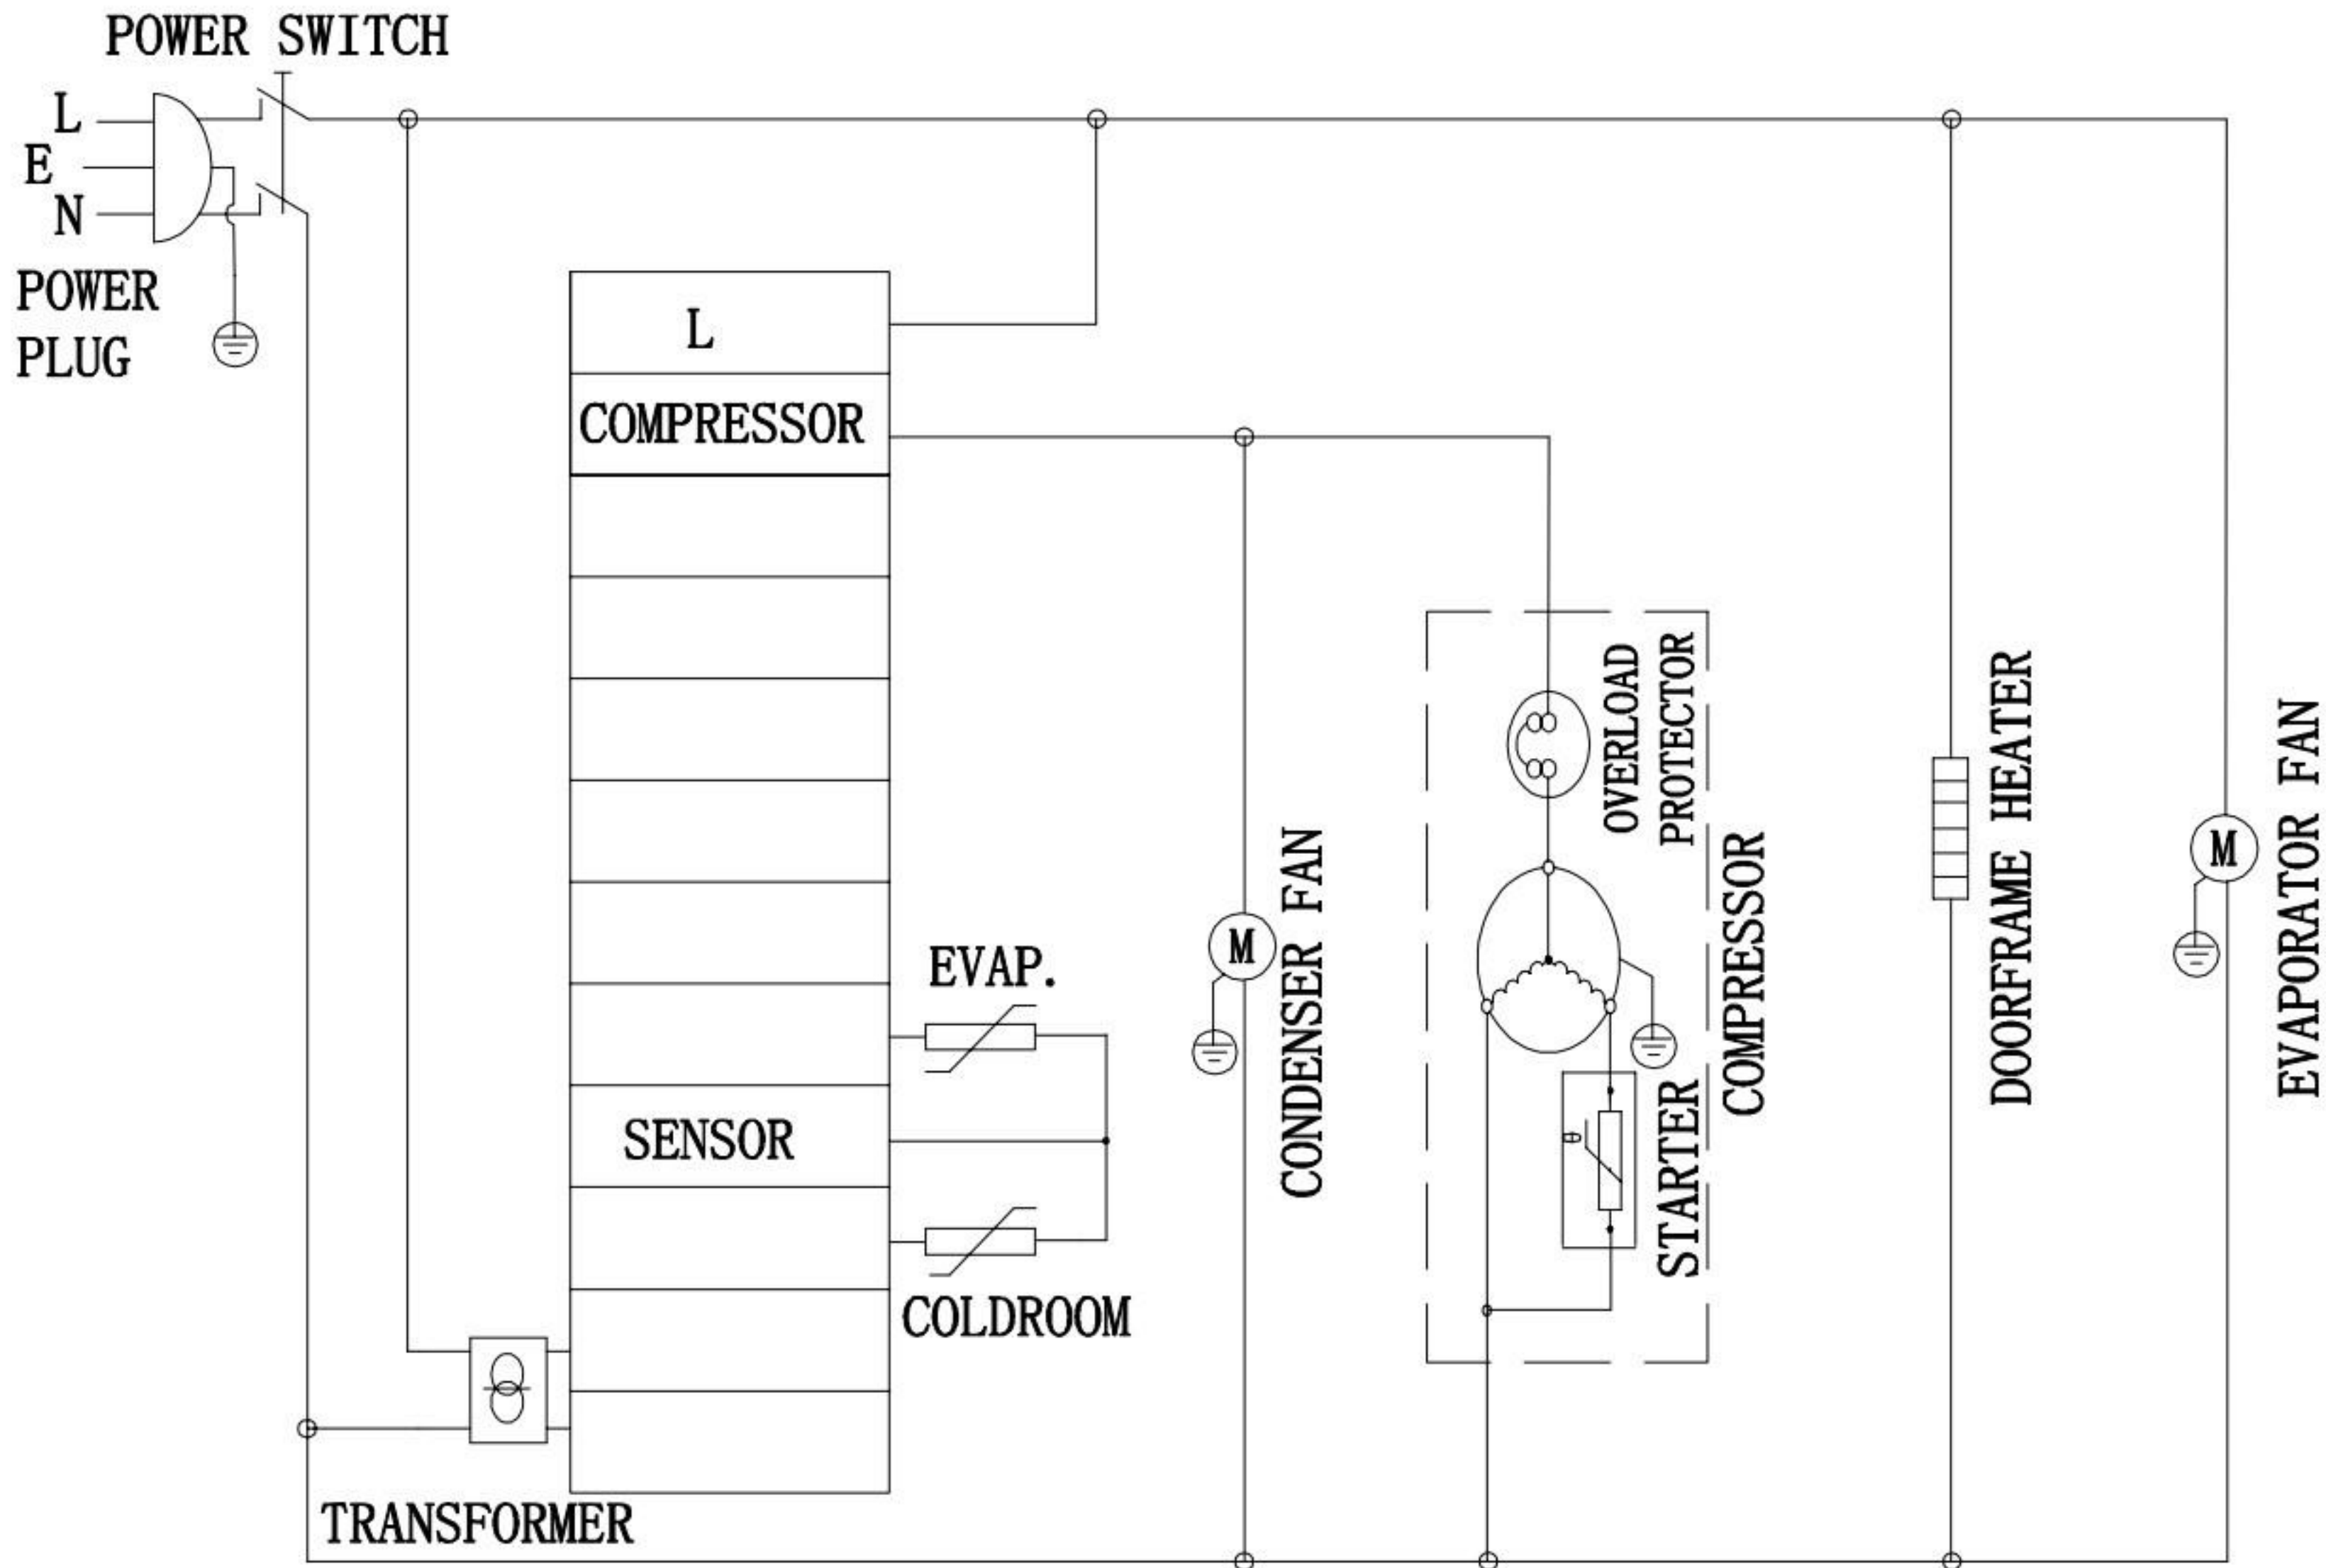 POWER SWITCH
L
E
N
POWER
PLUG
L
COMPRESSOR
EVAP.
SENSOR
COLDROOM
TRANSFORMER
M
CONDENSER FAN
OVERLOAD
PROTECTOR
COMPRESSOR
θ
STARTER
DOORFRAME HEATER
M
EVAPORATOR FAN